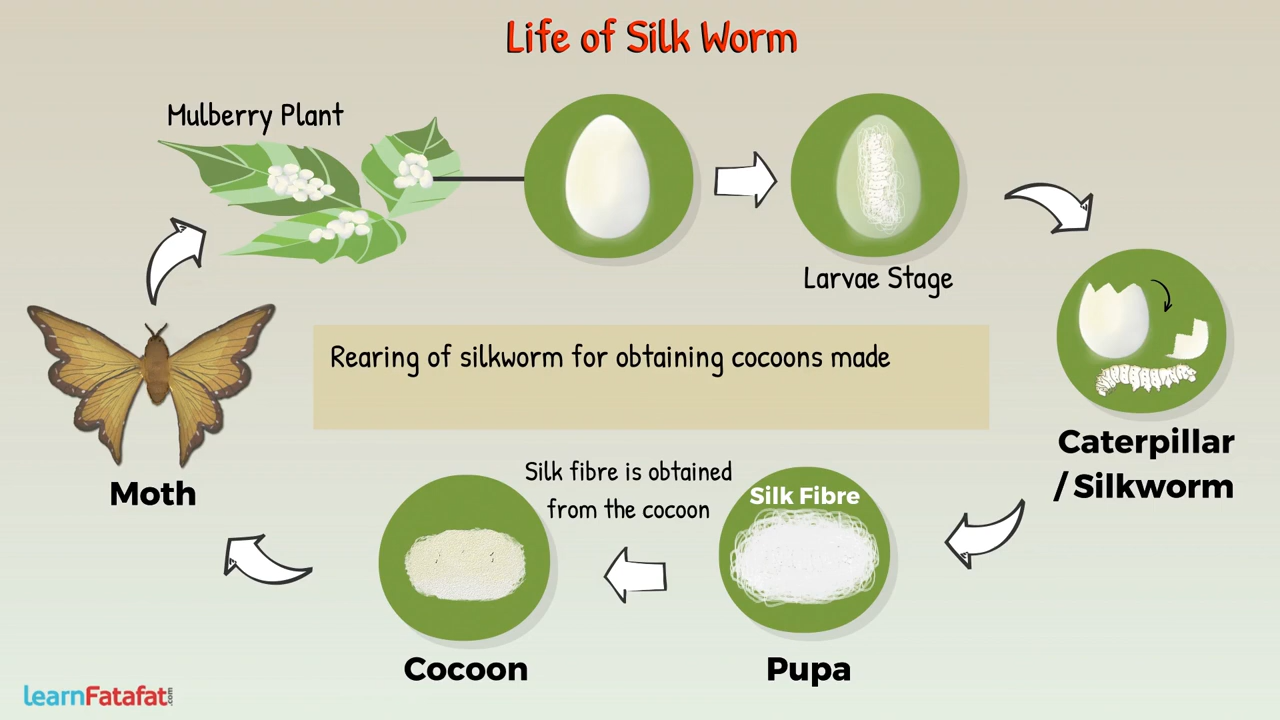 Life of Silk Worm
Mulberry Plant
Larvae Stage
Rearing of silkworm for obtaining cocoons made
Caterpillar
/ Silkworm
Moth
Silk fibre is obtained
from the cocoon
Silk Fibre
Cocoon
Pupa
learnFatafat.com